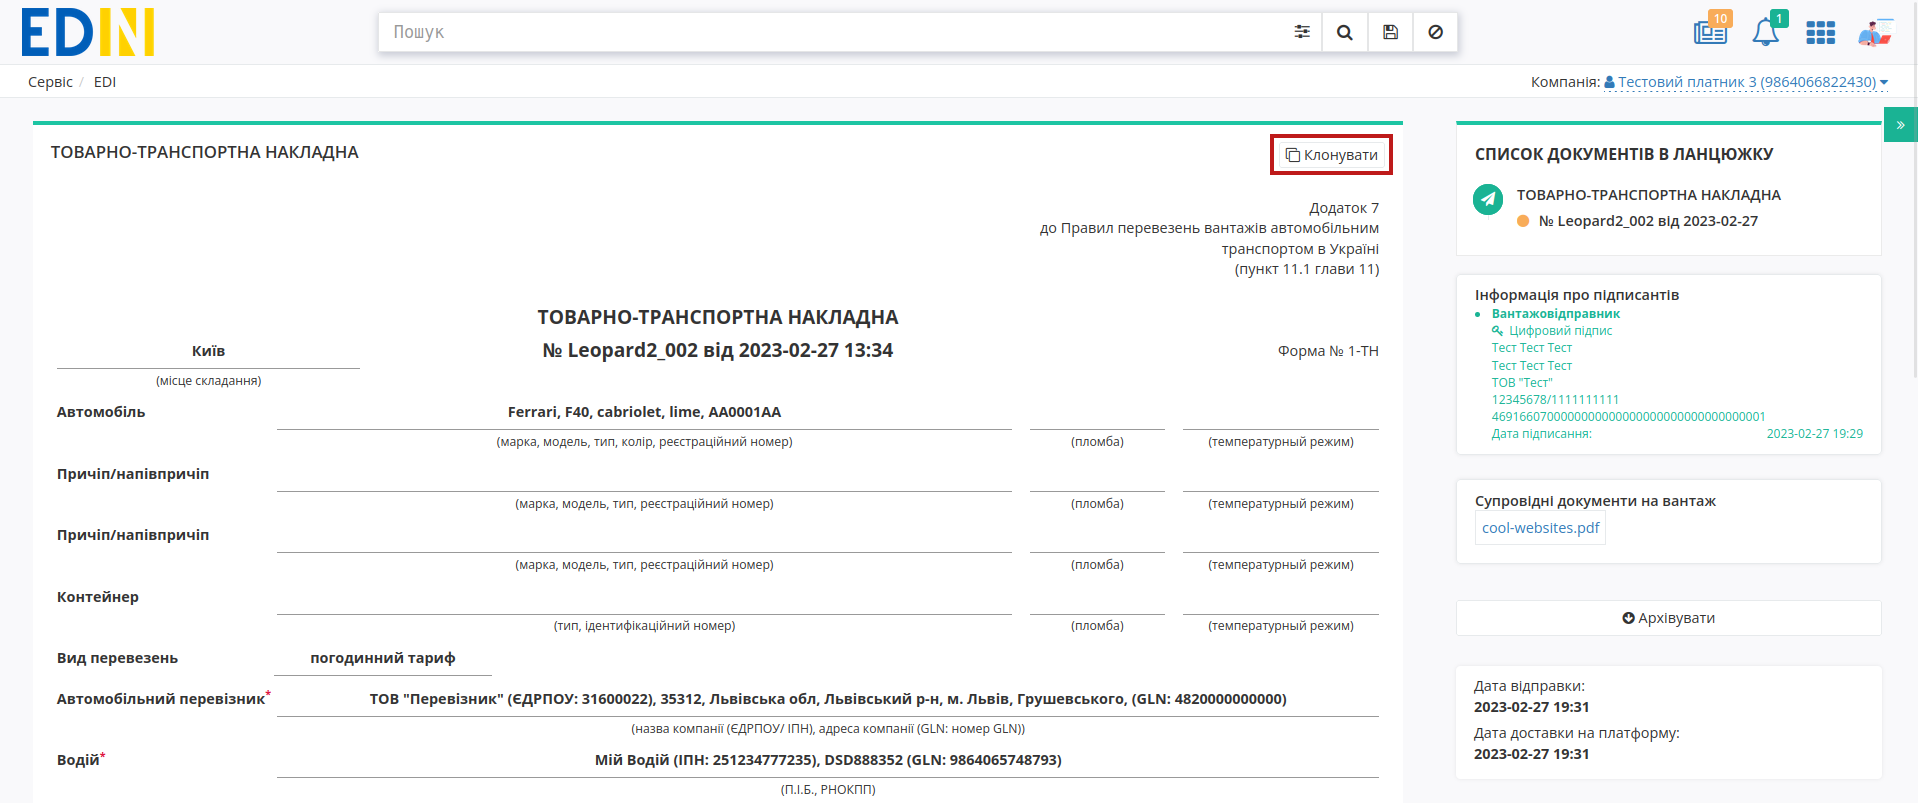 EDIN
Пошук
10
1
Сервіс / EDI
Компанія: Тестовий платник 3 (9864066822430)
»
ТОВАРНО-ТРАНСПОРТНА НАКЛАДНА
Клонувати
Додаток 7
до Правил перевезень вантажів автомобільним
транспортом в Україні
(пункт 11.1 глави 11)
ТОВАРНО-ТРАНСПОРТНА НАКЛАДНА
Київ
№ Leopard2_002 від 2023-02-27 13:34
Форма № 1-ТН
(місце складання)
Автомобіль
Ferrari, F40, cabriolet, lime, AA0001AA
(марка, модель, тип, колір, реєстраційний номер)
(пломба)
(температурный режим)
Причіп/напівпричіп
(марка, модель, тип, реєстраційний номер)
(пломба)
(температурный режим)
Причіп/напівпричіп
(марка, модель, тип, реєстраційний номер)
(пломба)
(температурный режим)
Контейнер
(тип, ідентифікаційний номер)
(пломба)
(температурный режим)
Вид перевезень
погодинний тариф
Автомобільний перевізник*
ТОВ "Перевізник" (ЄДРПОУ: 31600022), 35312, Львівська обл, Львівський р-н, м. Львів, Грушевського, (GLN: 4820000000000)
(назва компанії (ЄДРПОУ/ ІПН), адреса компанії (GLN: номер GLN))
Водій*
Мій Водій (ІПН: 251234777235), DSD888352 (GLN: 9864065748793)
(П.І.Б., РНОКПП)
СПИСОК ДОКУМЕНТІВ В ЛАНЦЮЖКУ
ТОВАРНО-ТРАНСПОРТНА НАКЛАДНА
№ Leopard2_002 від 2023-02-27
Інформація про підписантів
Вантажовідправник
Цифровий підпис
Тест Тест Тест
Тест Тест Тест
ТОВ "Тест"
12345678/1111111111
4691660700000000000000000000000000000001
Дата підписання: 2023-02-27 19:29
Супровідні документи на вантаж
cool-websites.pdf
Архівувати
Дата відправки:
2023-02-27 19:31
Дата доставки на платформу:
2023-02-27 19:31